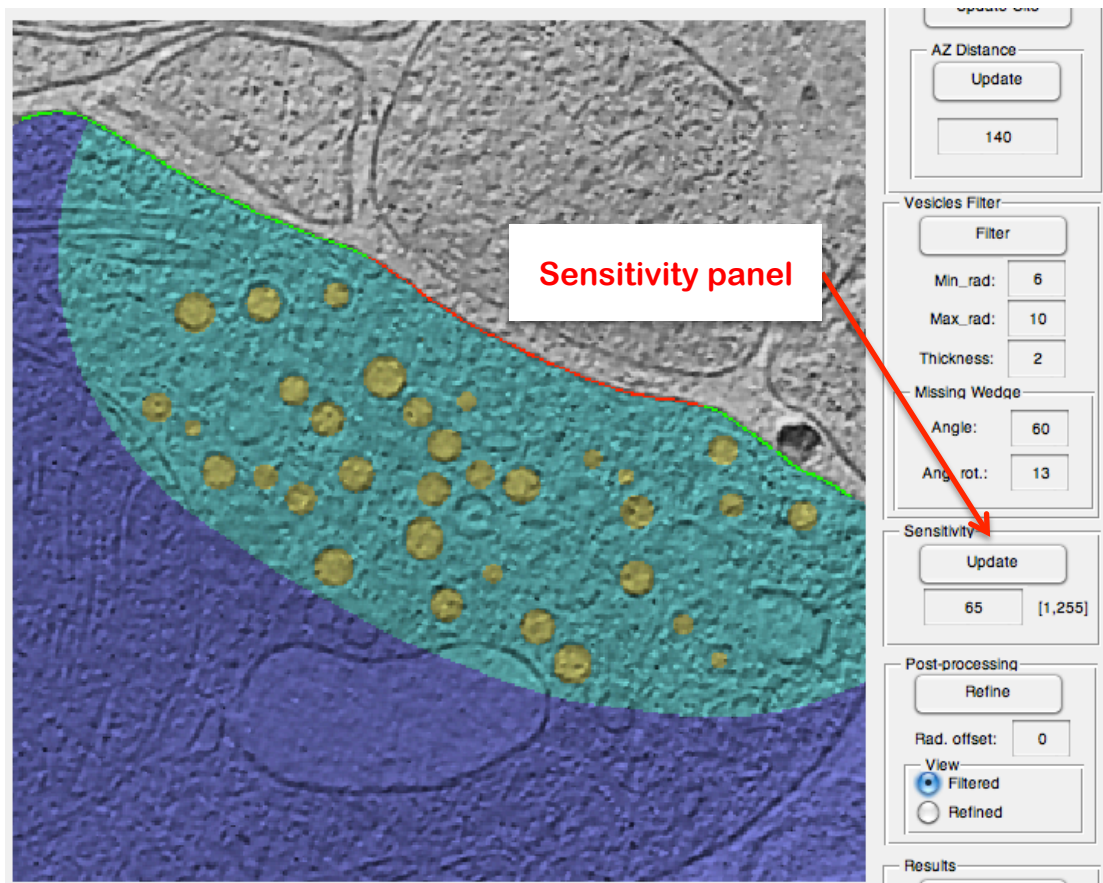 Sensitivity panel
AZ Distance
Update
140
Vesicles Filter
Filter
Min_rad: 6
Max_rad: 10
Thickness: 2
Missing Wedge
Angle: 60
Ang. rot.: 13
Sensitivity
Update
65 [1,255]
Post-processing
Refine
Rad. offset: 0
View
Filtered
Refined
Results